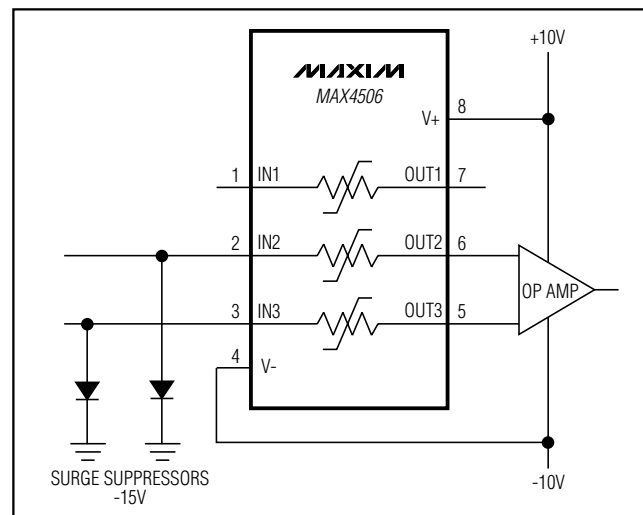 +10V
MAXIM
MAX4506
V+ 8
1 IN1 OUT1 7
2 IN2 OUT2 6
OP AMP
3 IN3 OUT3 5
4 V-
SURGE SUPPRESSORS
-15V
-10V